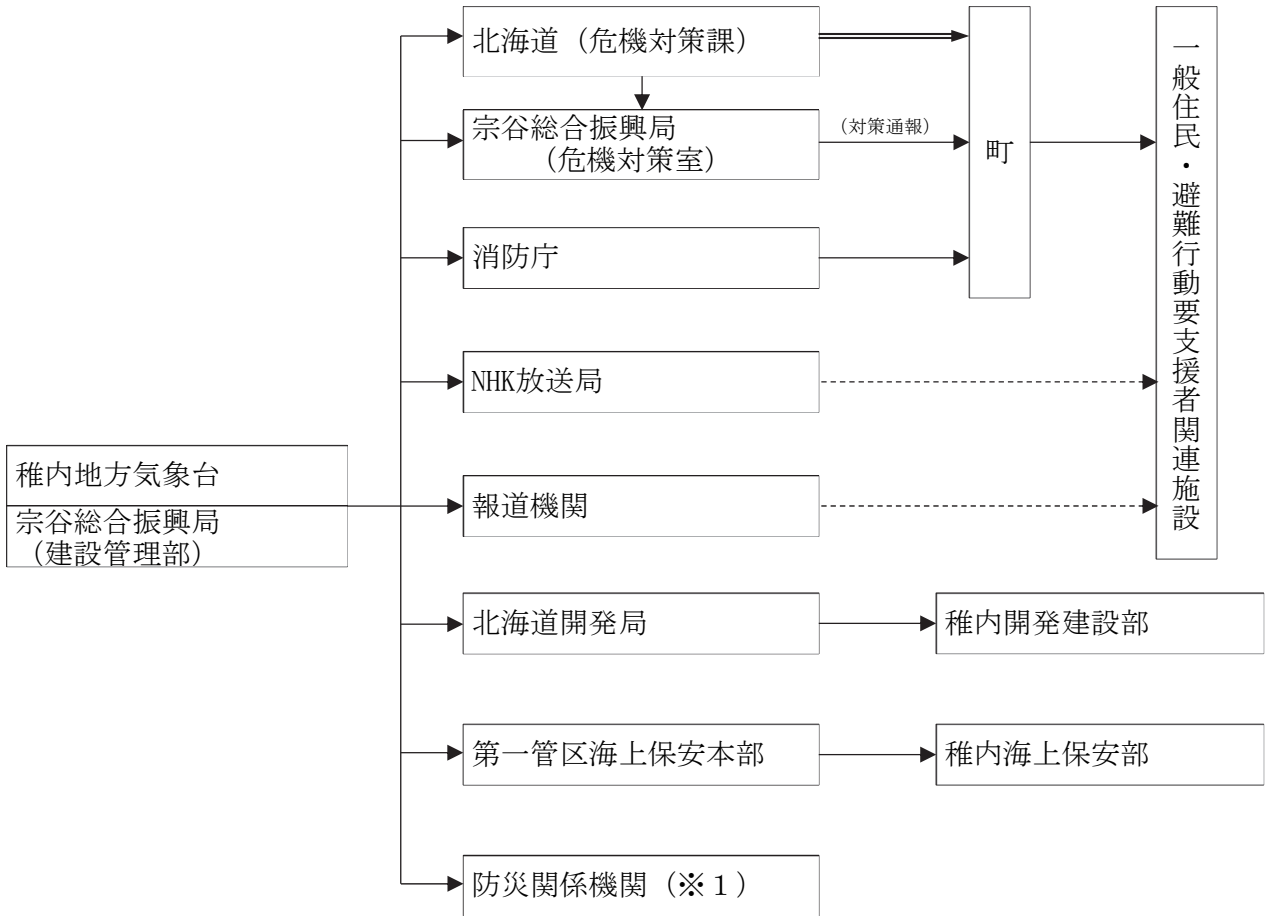 北海道（危機対策課）
宗谷総合振興局
（危機対策室）
（対策通報）
町
一般住民・避難行動要支援者関連施設
消防庁
NHK放送局
稚内地方気象台
宗谷総合振興局
（建設管理部）
報道機関
北海道開発局
稚内開発建設部
第一管区海上保安本部
稚内海上保安部
防災関係機関（※１）